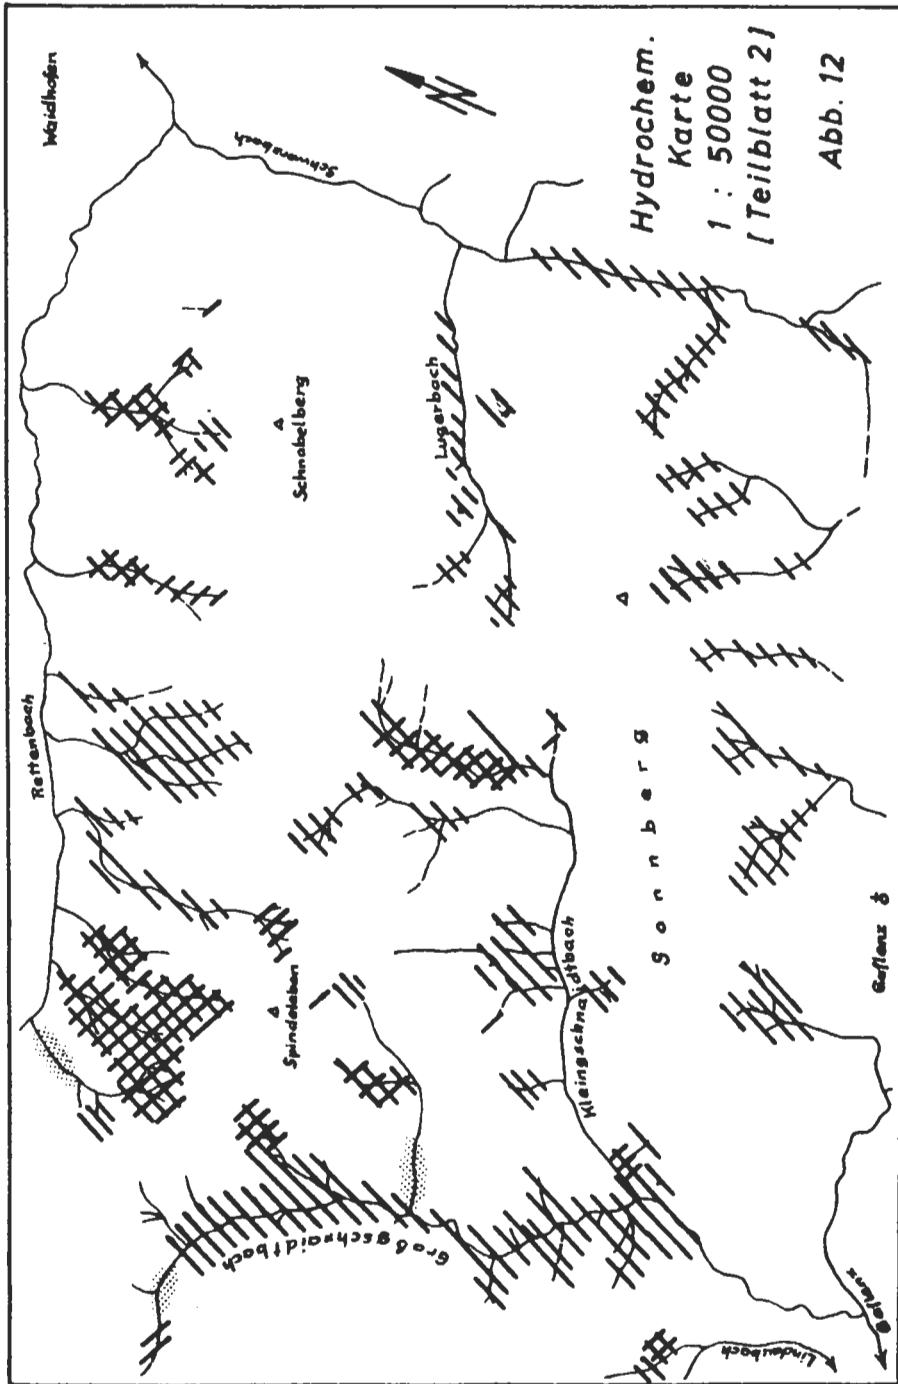 Waidhofen
Hydrochem.
Karte
1 : 50000
[Teilblatt 2]
Abb. 12
Schwarzbach
Rettenbach
Schnabelberg
Lugerbach
Spindeleben
Kleingschnaidtbach
Sonnberg
Großgschnaidtbach
Gaflenz
Gaflenz
Lindaubach
N